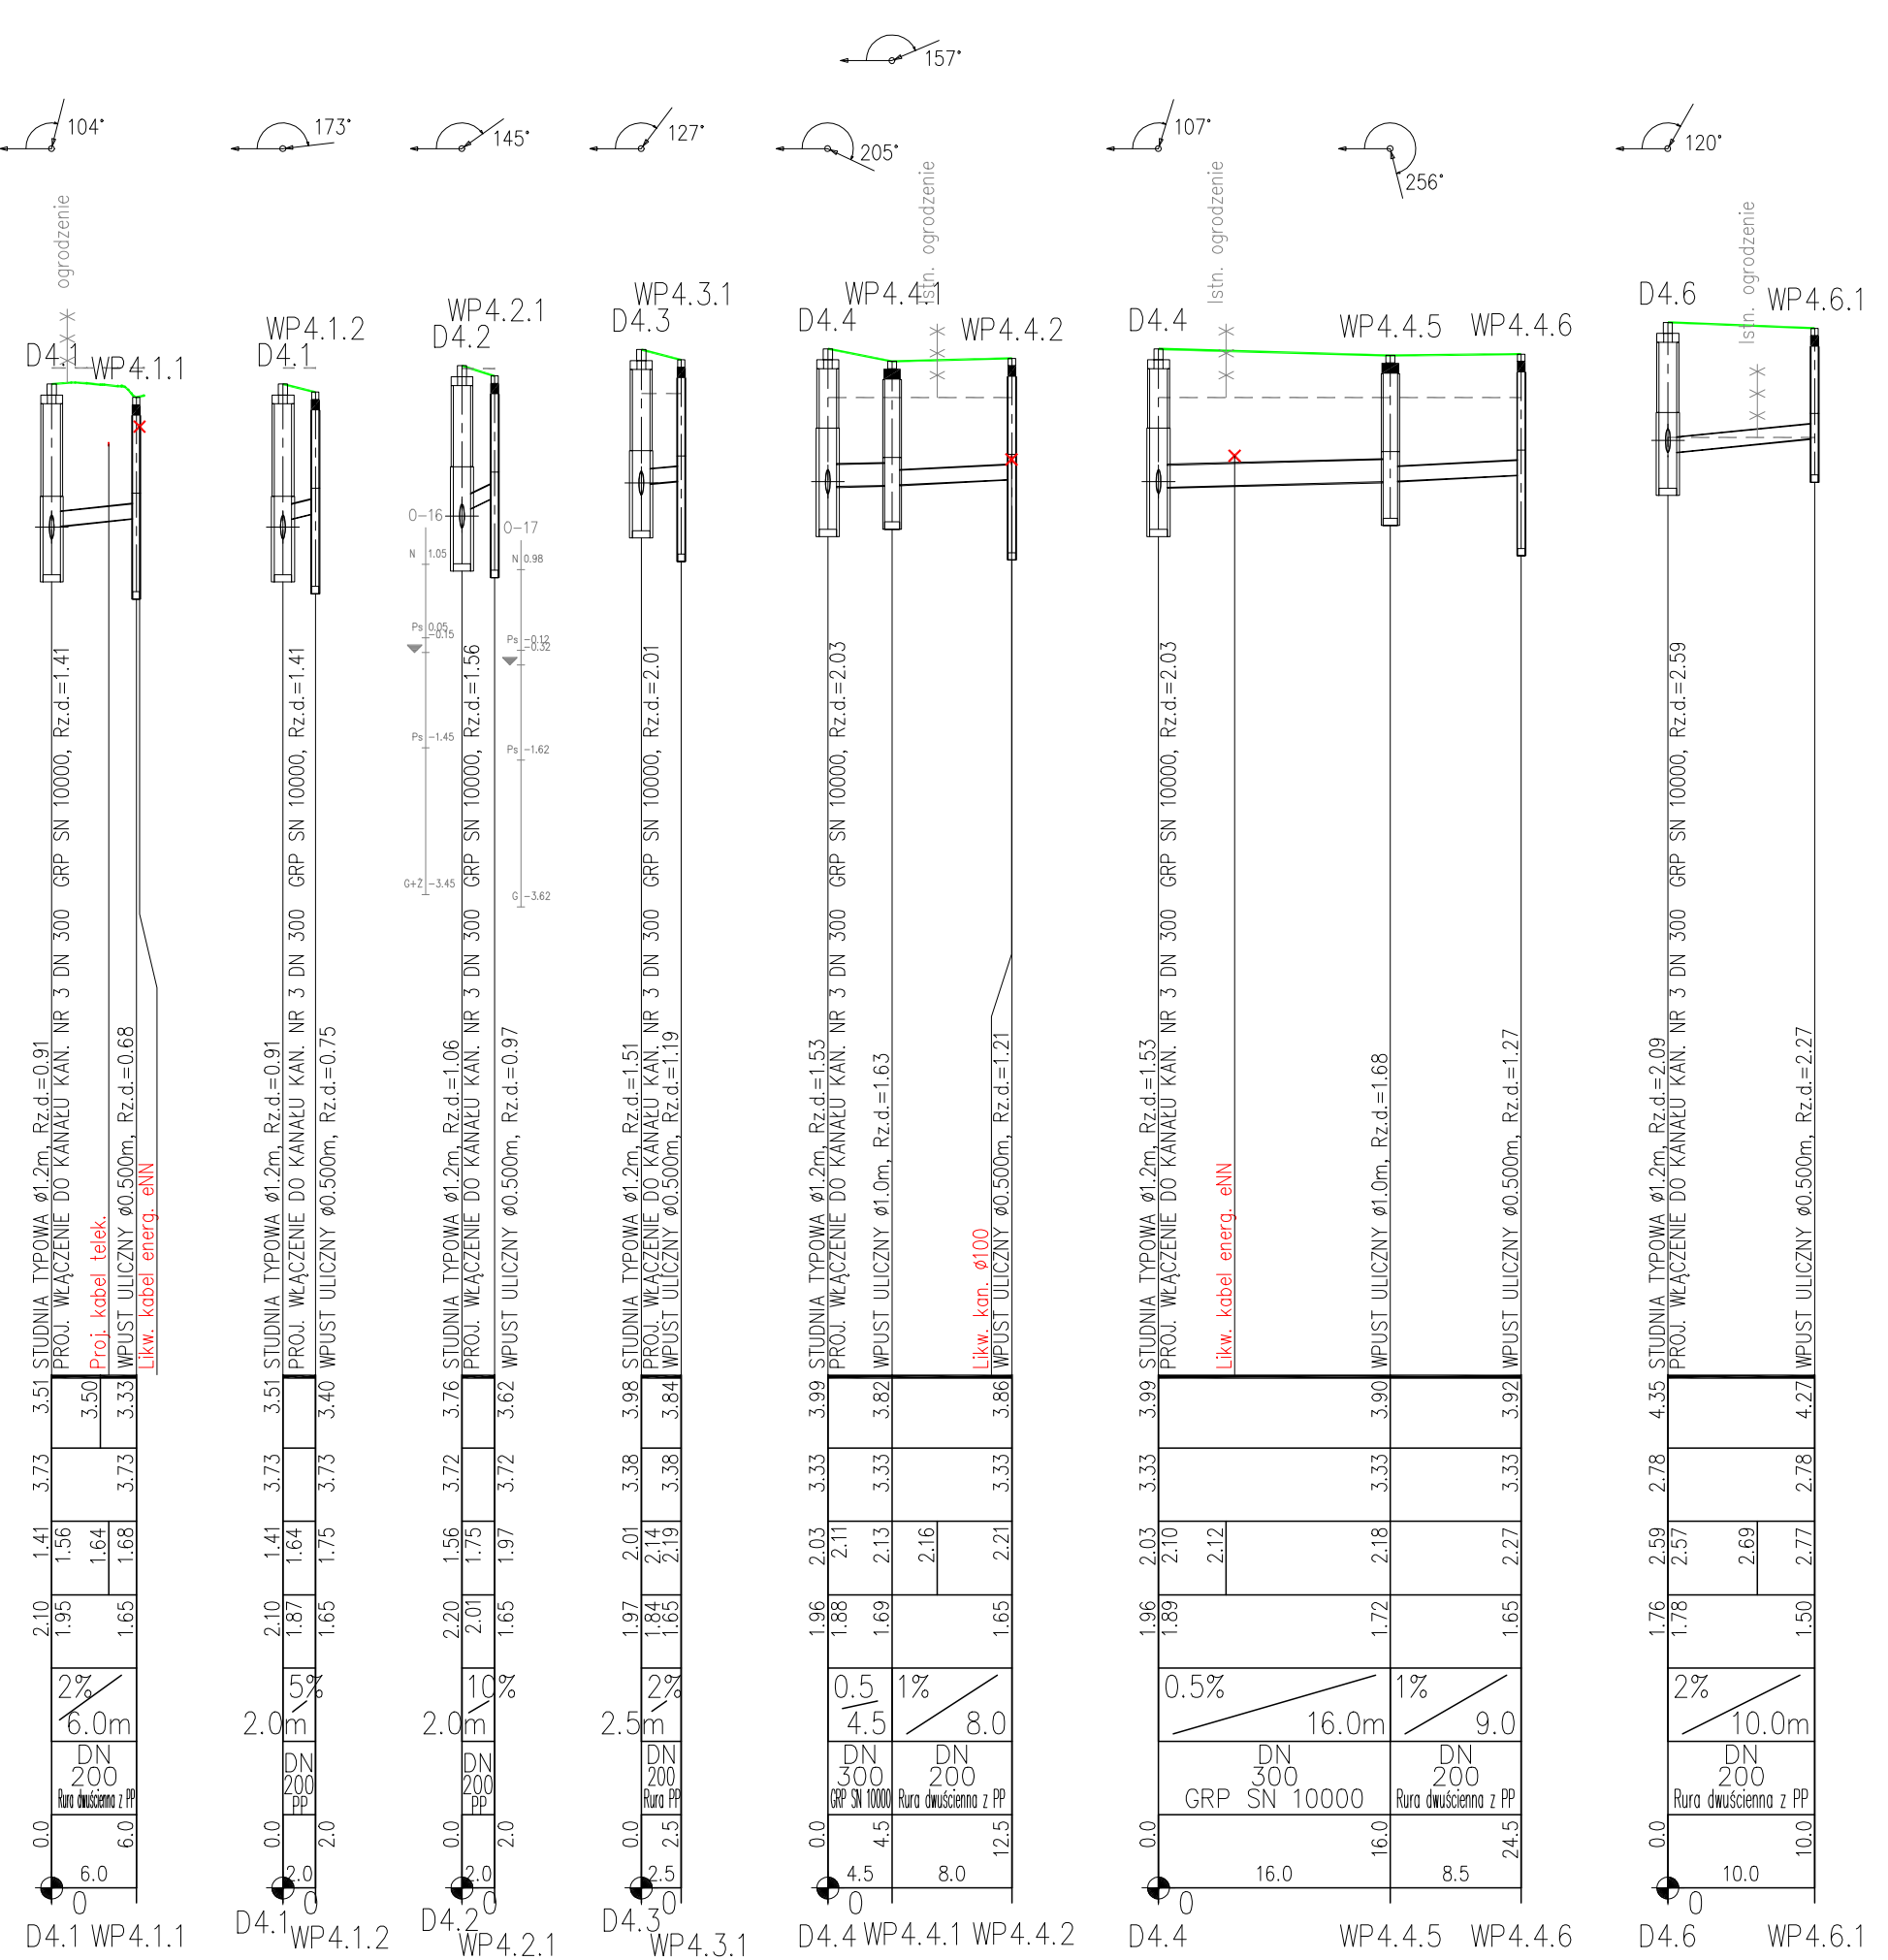 157°
104°
173°
145°
127°
205°
107°
256°
120°
ogrodzenie
Istn. ogrodzenie
Istn. ogrodzenie
Istn. ogrodzenie
D4.1
WP4.1.1
WP4.1.2
D4.1
WP4.2.1
D4.2
WP4.3.1
D4.3
D4.4
WP4.4.1
WP4.4.2
D4.4
WP4.4.5
WP4.4.6
D4.6
WP4.6.1
O-16
N 1.05
Ps 0.05
-0.15
Ps -1.45
G+Ż -3.45
O-17
N 0.98
Ps -0.12
-0.32
Ps -1.62
G -3.62
STUDNIA TYPOWA ø1.2m, Rz.d.=0.91
PROJ. WŁĄCZENIE DO KANAŁU KAN. NR 3 DN 300 GRP SN 10000, Rz.d.=1.41
Proj. kabel telek.
WPUST ULICZNY ø0.500m, Rz.d.=0.68
Likw. kabel energ. eNN
STUDNIA TYPOWA ø1.2m, Rz.d.=0.91
PROJ. WŁĄCZENIE DO KANAŁU KAN. NR 3 DN 300 GRP SN 10000, Rz.d.=1.41
WPUST ULICZNY ø0.500m, Rz.d.=0.75
STUDNIA TYPOWA ø1.2m, Rz.d.=1.06
PROJ. WŁĄCZENIE DO KANAŁU KAN. NR 3 DN 300 GRP SN 10000, Rz.d.=1.56
WPUST ULICZNY ø0.500m, Rz.d.=0.97
STUDNIA TYPOWA ø1.2m, Rz.d.=1.51
PROJ. WŁĄCZENIE DO KANAŁU KAN. NR 3 DN 300 GRP SN 10000, Rz.d.=2.01
WPUST ULICZNY ø0.500m, Rz.d.=1.19
STUDNIA TYPOWA ø1.2m, Rz.d.=1.53
PROJ. WŁĄCZENIE DO KANAŁU KAN. NR 3 DN 300 GRP SN 10000, Rz.d.=2.03
WPUST ULICZNY ø1.0m, Rz.d.=1.63
Likw. kan. ø100
WPUST ULICZNY ø0.500m, Rz.d.=1.21
STUDNIA TYPOWA ø1.2m, Rz.d.=1.53
PROJ. WŁĄCZENIE DO KANAŁU KAN. NR 3 DN 300 GRP SN 10000, Rz.d.=2.03
Likw. kabel energ. eNN
WPUST ULICZNY ø1.0m, Rz.d.=1.68
WPUST ULICZNY ø0.500m, Rz.d.=1.27
STUDNIA TYPOWA ø1.2m, Rz.d.=2.09
PROJ. WŁĄCZENIE DO KANAŁU KAN. NR 3 DN 300 GRP SN 10000, Rz.d.=2.59
WPUST ULICZNY ø0.500m, Rz.d.=2.27
3.51 3.50 3.33 3.51 3.40 3.76 3.62 3.98 3.84 3.99 3.82 3.86 3.99 3.90 3.92 4.35 4.27
3.73 3.73 3.73 3.73 3.72 3.72 3.38 3.38 3.33 3.33 3.33 3.33 3.33 3.33 2.78 2.78
1.41 1.56 1.64 1.68 1.41 1.64 1.75 1.56 1.75 1.97 2.01 2.14 2.19 2.03 2.11 2.13 2.16 2.21 2.03 2.10 2.12 2.18 2.27 2.59 2.57 2.69 2.77
2.10 1.95 1.65 2.10 1.87 1.65 2.20 2.01 1.65 1.97 1.84 1.65 1.96 1.88 1.69 1.65 1.96 1.89 1.72 1.65 1.76 1.78 1.50
2% 5% 10% 2% 0.5 1% 0.5% 1% 2%
6.0m 2.0m 2.0m 2.5m 4.5 8.0 16.0m 9.0 10.0m
DN DN DN DN DN DN DN DN DN
200 200 200 200 300 200 300 200 200
Rura dwuścienna z PP PP PP Rura PP GRP SN 10000 Rura dwuścienna z PP GRP SN 10000 Rura dwuścienna z PP Rura dwuścienna z PP
0.0 6.0 0.0 2.0 0.0 2.0 0.0 2.5 0.0 4.5 12.5 0.0 16.0 24.5 0.0 10.0
6.0 2.0 2.0 2.5 4.5 8.0 16.0 8.5 10.0
0 0 0 0 0 0 0
D4.1 WP4.1.1 D4.1 WP4.1.2 D4.2 WP4.2.1 D4.3 WP4.3.1 D4.4 WP4.4.1 WP4.4.2 D4.4 WP4.4.5 WP4.4.6 D4.6 WP4.6.1